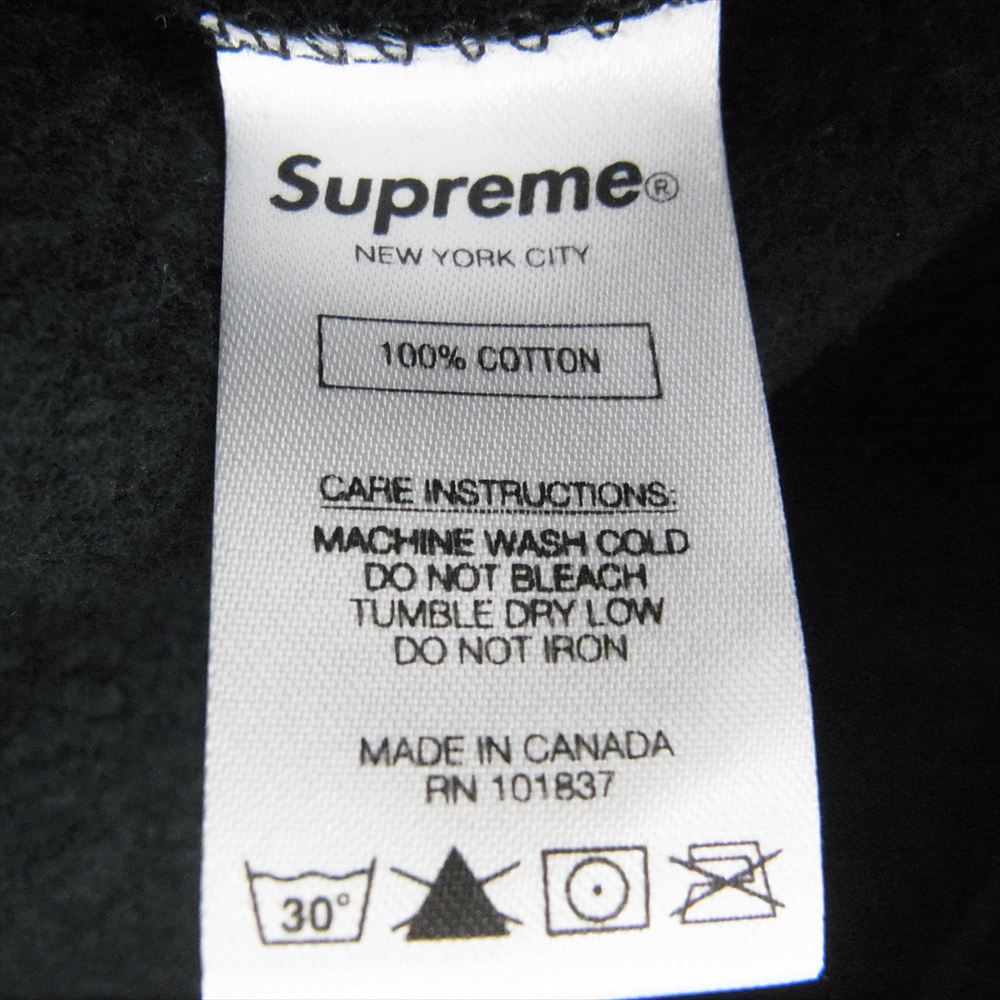 Supreme®
NEW YORK CITY
100% COTTON
CARE INSTRUCTIONS:
MACHINE WASH COLD
DO NOT BLEACH
TUMBLE DRY LOW
DO NOT IRON
MADE IN CANADA
RN 101837
30°